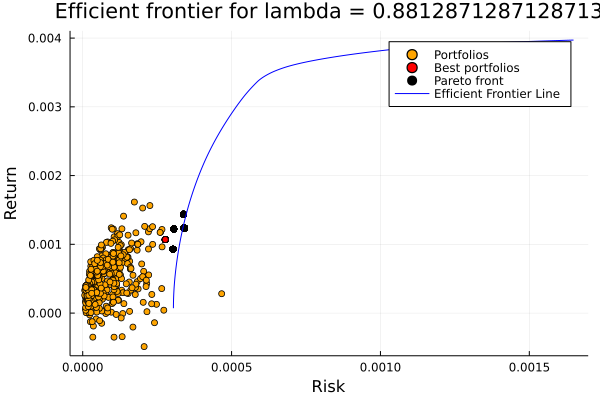 Efficient frontier for lambda = 0.8812871287128713
0.004
0.003
0.002
0.001
0.000
Return
Portfolios
Best portfolios
Pareto front
Efficient Frontier Line
0.0000
0.0005
0.0010
0.0015
Risk